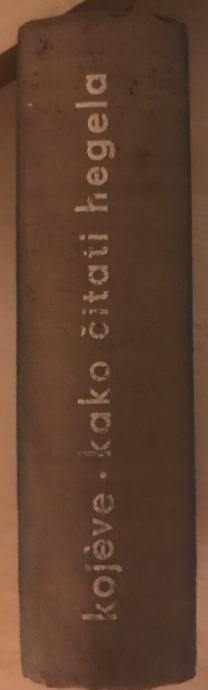 kojève · kako čitati hegela